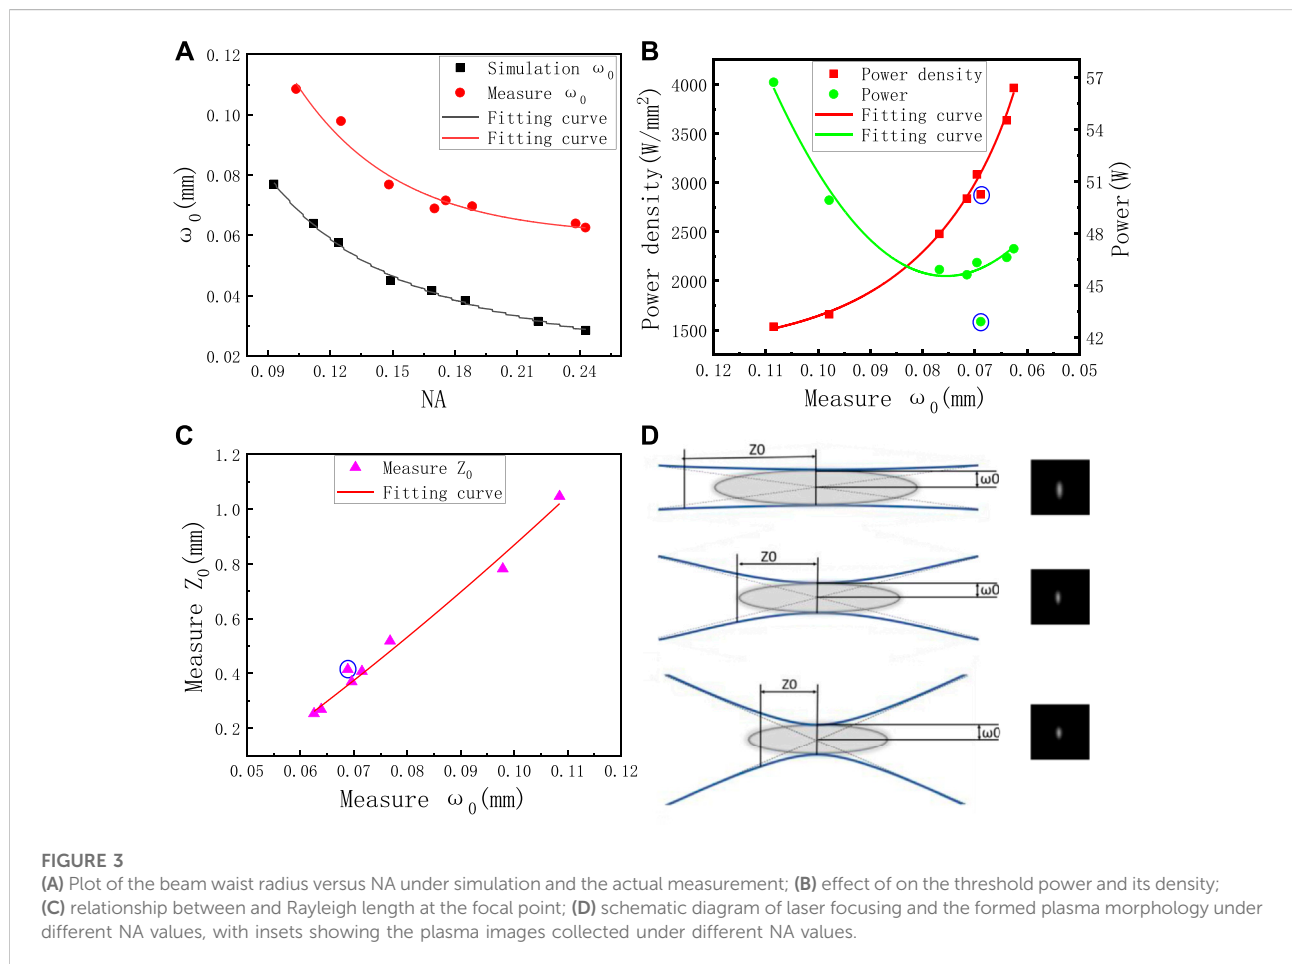 A
0.12
0.10
0.08
0.06
0.04
0.02
ω0(mm)
Simulation ω0
Measure ω0
Fitting curve
Fitting curve
0.09 0.12 0.15 0.18 0.21 0.24
NA
B
4000
3500
3000
2500
2000
1500
Power density(W/mm2)
Power density
Power
Fitting curve
Fitting curve
57
54
51
48
45
42
Power(W)
0.12 0.11 0.10 0.09 0.08 0.07 0.06 0.05
Measure ω0(mm)
C
1.2
1.0
0.8
0.6
0.4
0.2
Measure Z0(mm)
Measure Z0
Fitting curve
0.05 0.06 0.07 0.08 0.09 0.10 0.11 0.12
Measure ω0(mm)
D
Z0
ω0
Z0
ω0
Z0
ω0
FIGURE 3
(A) Plot of the beam waist radius versus NA under simulation and the actual measurement; (B) effect of on the threshold power and its density;
(C) relationship between and Rayleigh length at the focal point; (D) schematic diagram of laser focusing and the formed plasma morphology under
different NA values, with insets showing the plasma images collected under different NA values.